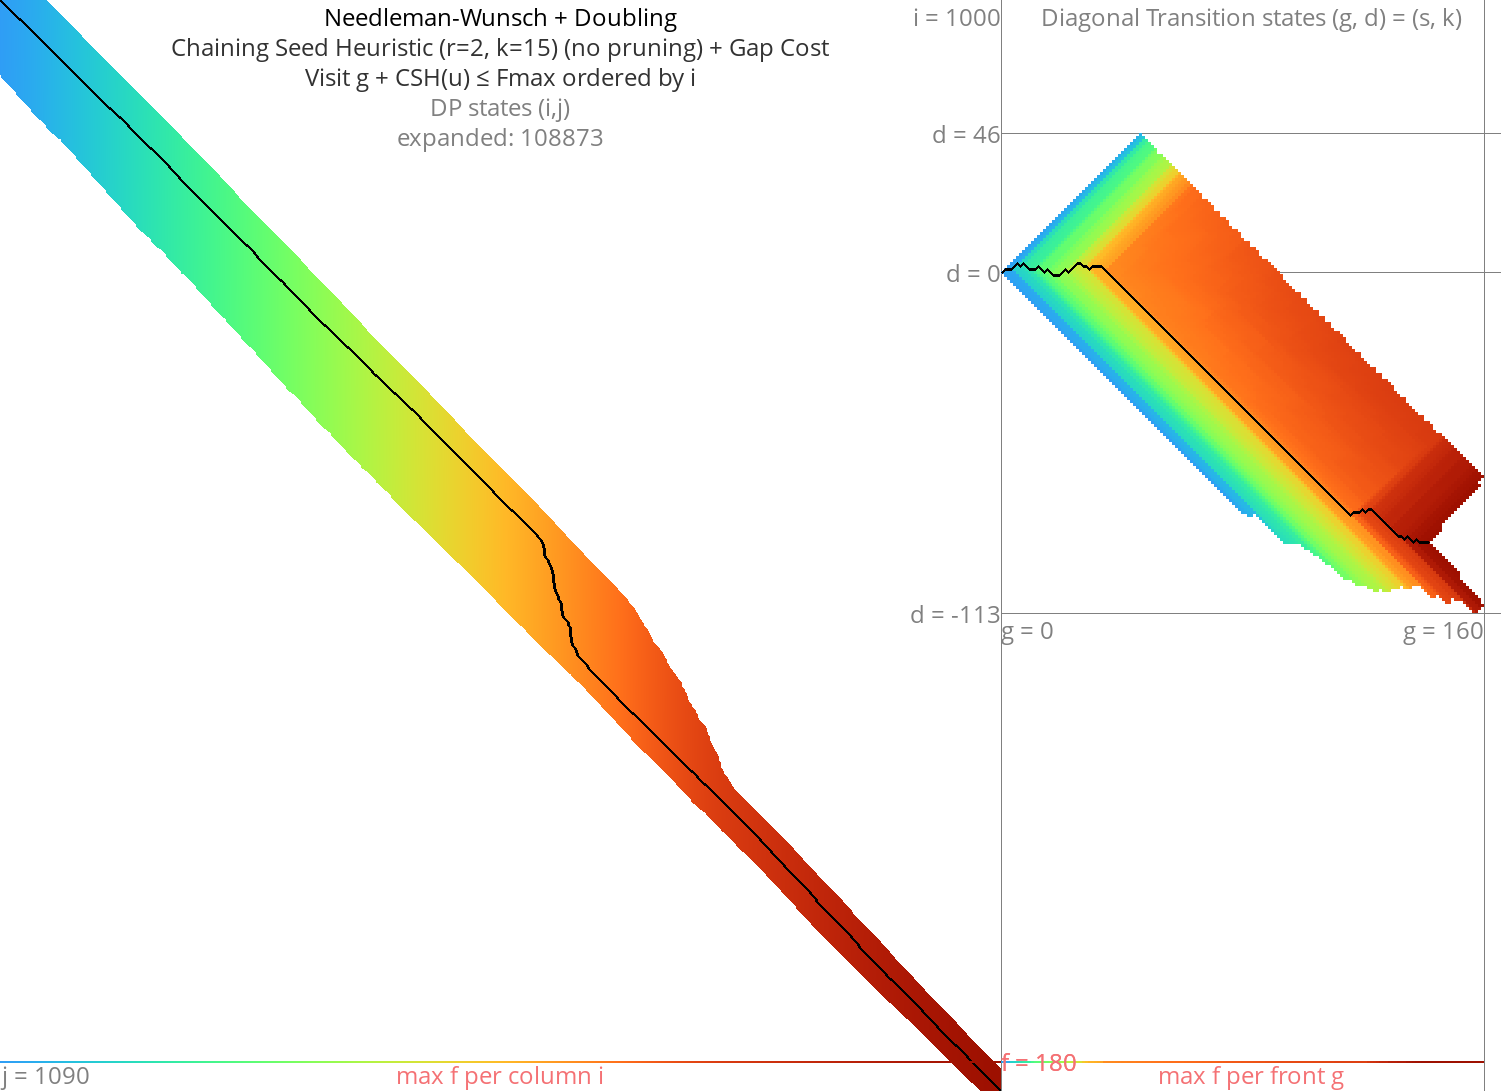 Needleman-Wunsch + Doubling
Chaining Seed Heuristic (r=2, k=15) (no pruning) + Gap Cost
Visit g + CSH(u) ≤ Fmax ordered by i
DP states (i,j)
expanded: 108873
i = 1000
Diagonal Transition states (g, d) = (s, k)
d = 46
d = 0
d = -113
g = 0
g = 160
f = 180
j = 1090
max f per column i
max f per front g